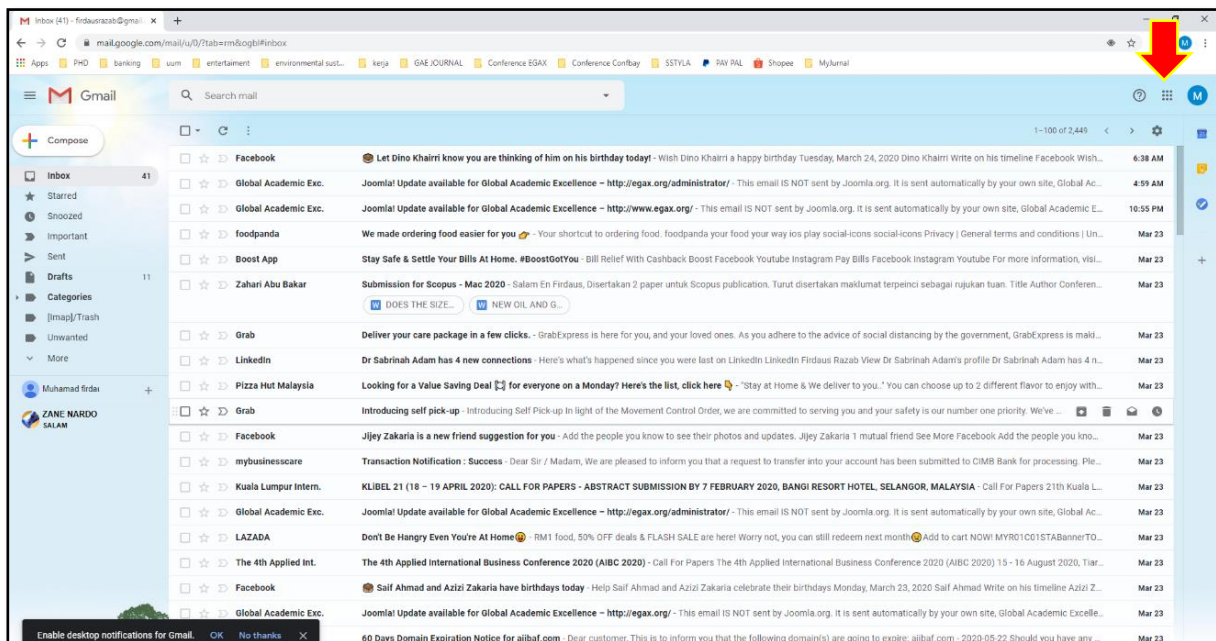 Inbox (41) - firdausrazab@gmai
mail.google.com/mail/u/0/?tab=rm&ogbl#inbox
Apps PHD banking uum entertaiment environmental sust... kerja GAE JOURNAL Conference EGAX Conference Confbay SSTYLA PAY PAL Shopee MyJurnal
Gmail
Search mail
M
Compose
1–100 of 2,449
Inbox 41
Starred
Snoozed
Important
Sent
Drafts 11
Categories
[Imap]/Trash
Unwanted
More
Muhamad firdau
ZANE NARDO
SALAM
Facebook Let Dino Khairri know you are thinking of him on his birthday today! - Wish Dino Khairri a happy birthday Tuesday, March 24, 2020 Dino Khairri Write on his timeline Facebook Wish... 6:38 AM
Global Academic Exc. Joomla! Update available for Global Academic Excellence – http://egax.org/administrator/ - This email IS NOT sent by Joomla.org. It is sent automatically by your own site, Global Ac... 4:59 AM
Global Academic Exc. Joomla! Update available for Global Academic Excellence – http://www.egax.org/ - This email IS NOT sent by Joomla.org. It is sent automatically by your own site, Global Academic E... 10:55 PM
foodpanda We made ordering food easier for you - Your shortcut to ordering food. foodpanda your food your way ios play social-icons social-icons Privacy | General terms and conditions | Un... Mar 23
Boost App Stay Safe & Settle Your Bills At Home. #BoostGotYou - Bill Relief With Cashback Boost Facebook Youtube Instagram Pay Bills Facebook Instagram Youtube For more information, visi... Mar 23
Zahari Abu Bakar Submission for Scopus - Mac 2020 - Salam En Firdaus, Disertakan 2 paper untuk Scopus publication. Turut disertakan maklumat terpeinci sebagai rujukan tuan. Title Author Conferen... Mar 23
W DOES THE SIZE... W NEW OIL AND G...
Grab Deliver your care package in a few clicks. - GrabExpress is here for you, and your loved ones. As you adhere to the advice of social distancing by the government, GrabExpress is maki... Mar 23
LinkedIn Dr Sabrinah Adam has 4 new connections - Here's what's happened since you were last on LinkedIn LinkedIn Firdaus Razab View Dr Sabrinah Adam's profile Dr Sabrinah Adam has 4 n... Mar 23
Pizza Hut Malaysia Looking for a Value Saving Deal for everyone on a Monday? Here's the list, click here - "Stay at Home & We deliver to you.." You can choose up to 2 different flavor to enjoy with... Mar 23
Grab Introducing self pick-up - Introducing Self Pick-up In light of the Movement Control Order, we are committed to serving you and your safety is our number one priority. We've ...
Facebook Jijey Zakaria is a new friend suggestion for you - Add the people you know to see their photos and updates. Jijey Zakaria 1 mutual friend See More Facebook Add the people you kno... Mar 23
mybusinesscare Transaction Notification : Success - Dear Sir / Madam, We are pleased to inform you that a request to transfer into your account has been submitted to CIMB Bank for processing. Ple... Mar 23
Kuala Lumpur Intern. KLiBEL 21 (18 – 19 APRIL 2020): CALL FOR PAPERS - ABSTRACT SUBMISSION BY 7 FEBRUARY 2020, BANGI RESORT HOTEL, SELANGOR, MALAYSIA - Call For Papers 21th Kuala L... Mar 23
Global Academic Exc. Joomla! Update available for Global Academic Excellence – http://egax.org/administrator/ - This email IS NOT sent by Joomla.org. It is sent automatically by your own site, Global Ac... Mar 23
LAZADA Don't Be Hangry Even You're At Home - RM1 food, 50% OFF deals & FLASH SALE are here! Worry not, you can still redeem next month Add to cart NOW! MYR01C01STABannerTO... Mar 23
The 4th Applied Int. The 4th Applied International Business Conference 2020 (AIBC 2020) - Call For Papers The 4th Applied International Business Conference 2020 (AIBC 2020) 15 - 16 August 2020, Tiar... Mar 23
Facebook Saif Ahmad and Azizi Zakaria have birthdays today - Help Saif Ahmad and Azizi Zakaria celebrate their birthdays Monday, March 23, 2020 Saif Ahmad Write on his timeline Azizi Z... Mar 23
Global Academic Exc. Joomla! Update available for Global Academic Excellence – http://egax.org/ - This email IS NOT sent by Joomla.org. It is sent automatically by your own site, Global Academic Excelle... Mar 23
60 Days Domain Expiration Notice for aijbaf.com - Dear customer, This is to inform you that the following domain(s) are going to expire: aijbaf.com - 2020-05-22 Should you have any ... Mar 23
Enable desktop notifications for Gmail. OK No thanks